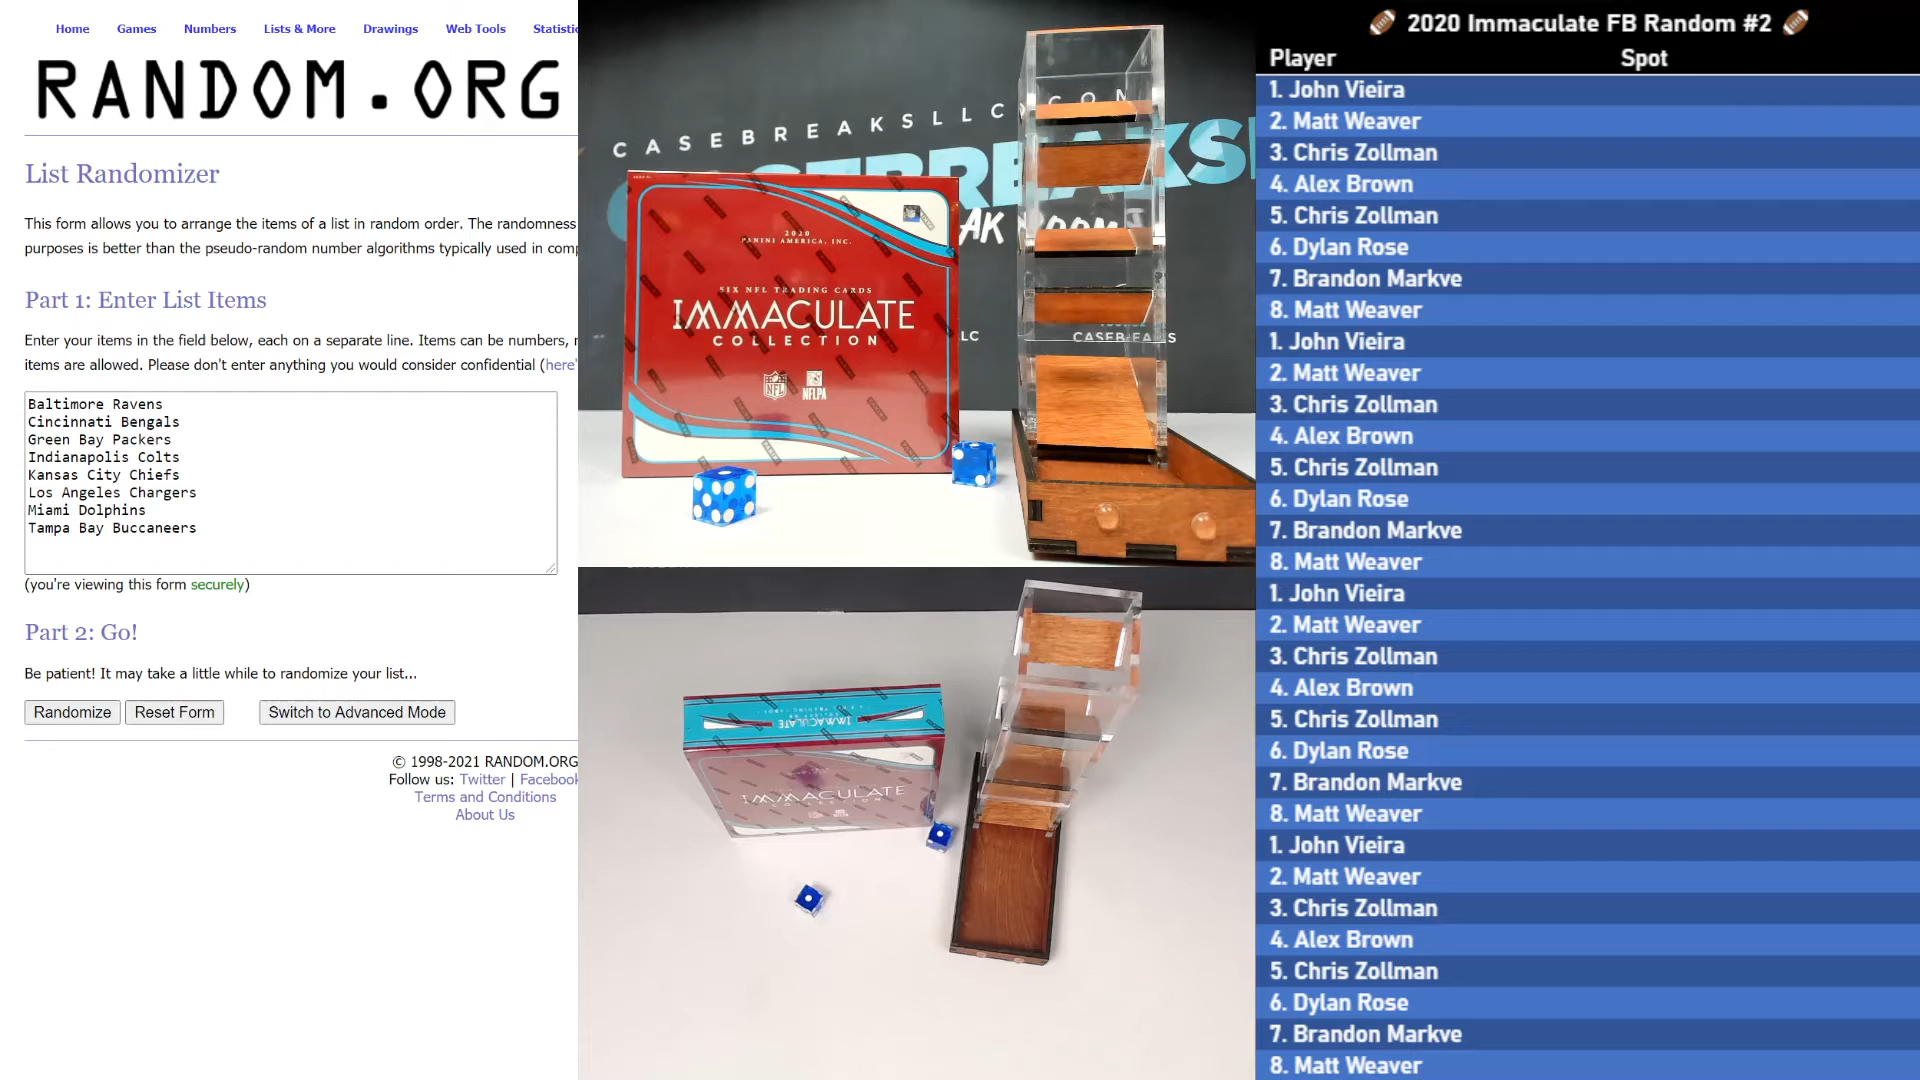 Home Games Numbers Lists & More Drawings Web Tools Statistic
RANDOM.ORG
List Randomizer
This form allows you to arrange the items of a list in random order. The randomness
purposes is better than the pseudo-random number algorithms typically used in comp
Part 1: Enter List Items
Enter your items in the field below, each on a separate line. Items can be numbers, n
items are allowed. Please don't enter anything you would consider confidential (here'
Baltimore Ravens
Cincinnati Bengals
Green Bay Packers
Indianapolis Colts
Kansas City Chiefs
Los Angeles Chargers
Miami Dolphins
Tampa Bay Buccaneers
(you're viewing this form securely)
Part 2: Go!
Be patient! It may take a little while to randomize your list...
Randomize Reset Form Switch to Advanced Mode
© 1998-2021 RANDOM.ORG
Follow us: Twitter | Facebook
Terms and Conditions
About Us
CASEBREAKSLLC.COM
2020
PANINI AMERICA, INC.
SIX NFL TRADING CARDS
IMMACULATE
COLLECTION
NFL NFLPA
LC
CASEBREAKS
IMMACULATE
IMMACULATE
COLLECTION
2020 Immaculate FB Random #2
Player Spot
1. John Vieira
2. Matt Weaver
3. Chris Zollman
4. Alex Brown
5. Chris Zollman
6. Dylan Rose
7. Brandon Markve
8. Matt Weaver
1. John Vieira
2. Matt Weaver
3. Chris Zollman
4. Alex Brown
5. Chris Zollman
6. Dylan Rose
7. Brandon Markve
8. Matt Weaver
1. John Vieira
2. Matt Weaver
3. Chris Zollman
4. Alex Brown
5. Chris Zollman
6. Dylan Rose
7. Brandon Markve
8. Matt Weaver
1. John Vieira
2. Matt Weaver
3. Chris Zollman
4. Alex Brown
5. Chris Zollman
6. Dylan Rose
7. Brandon Markve
8. Matt Weaver